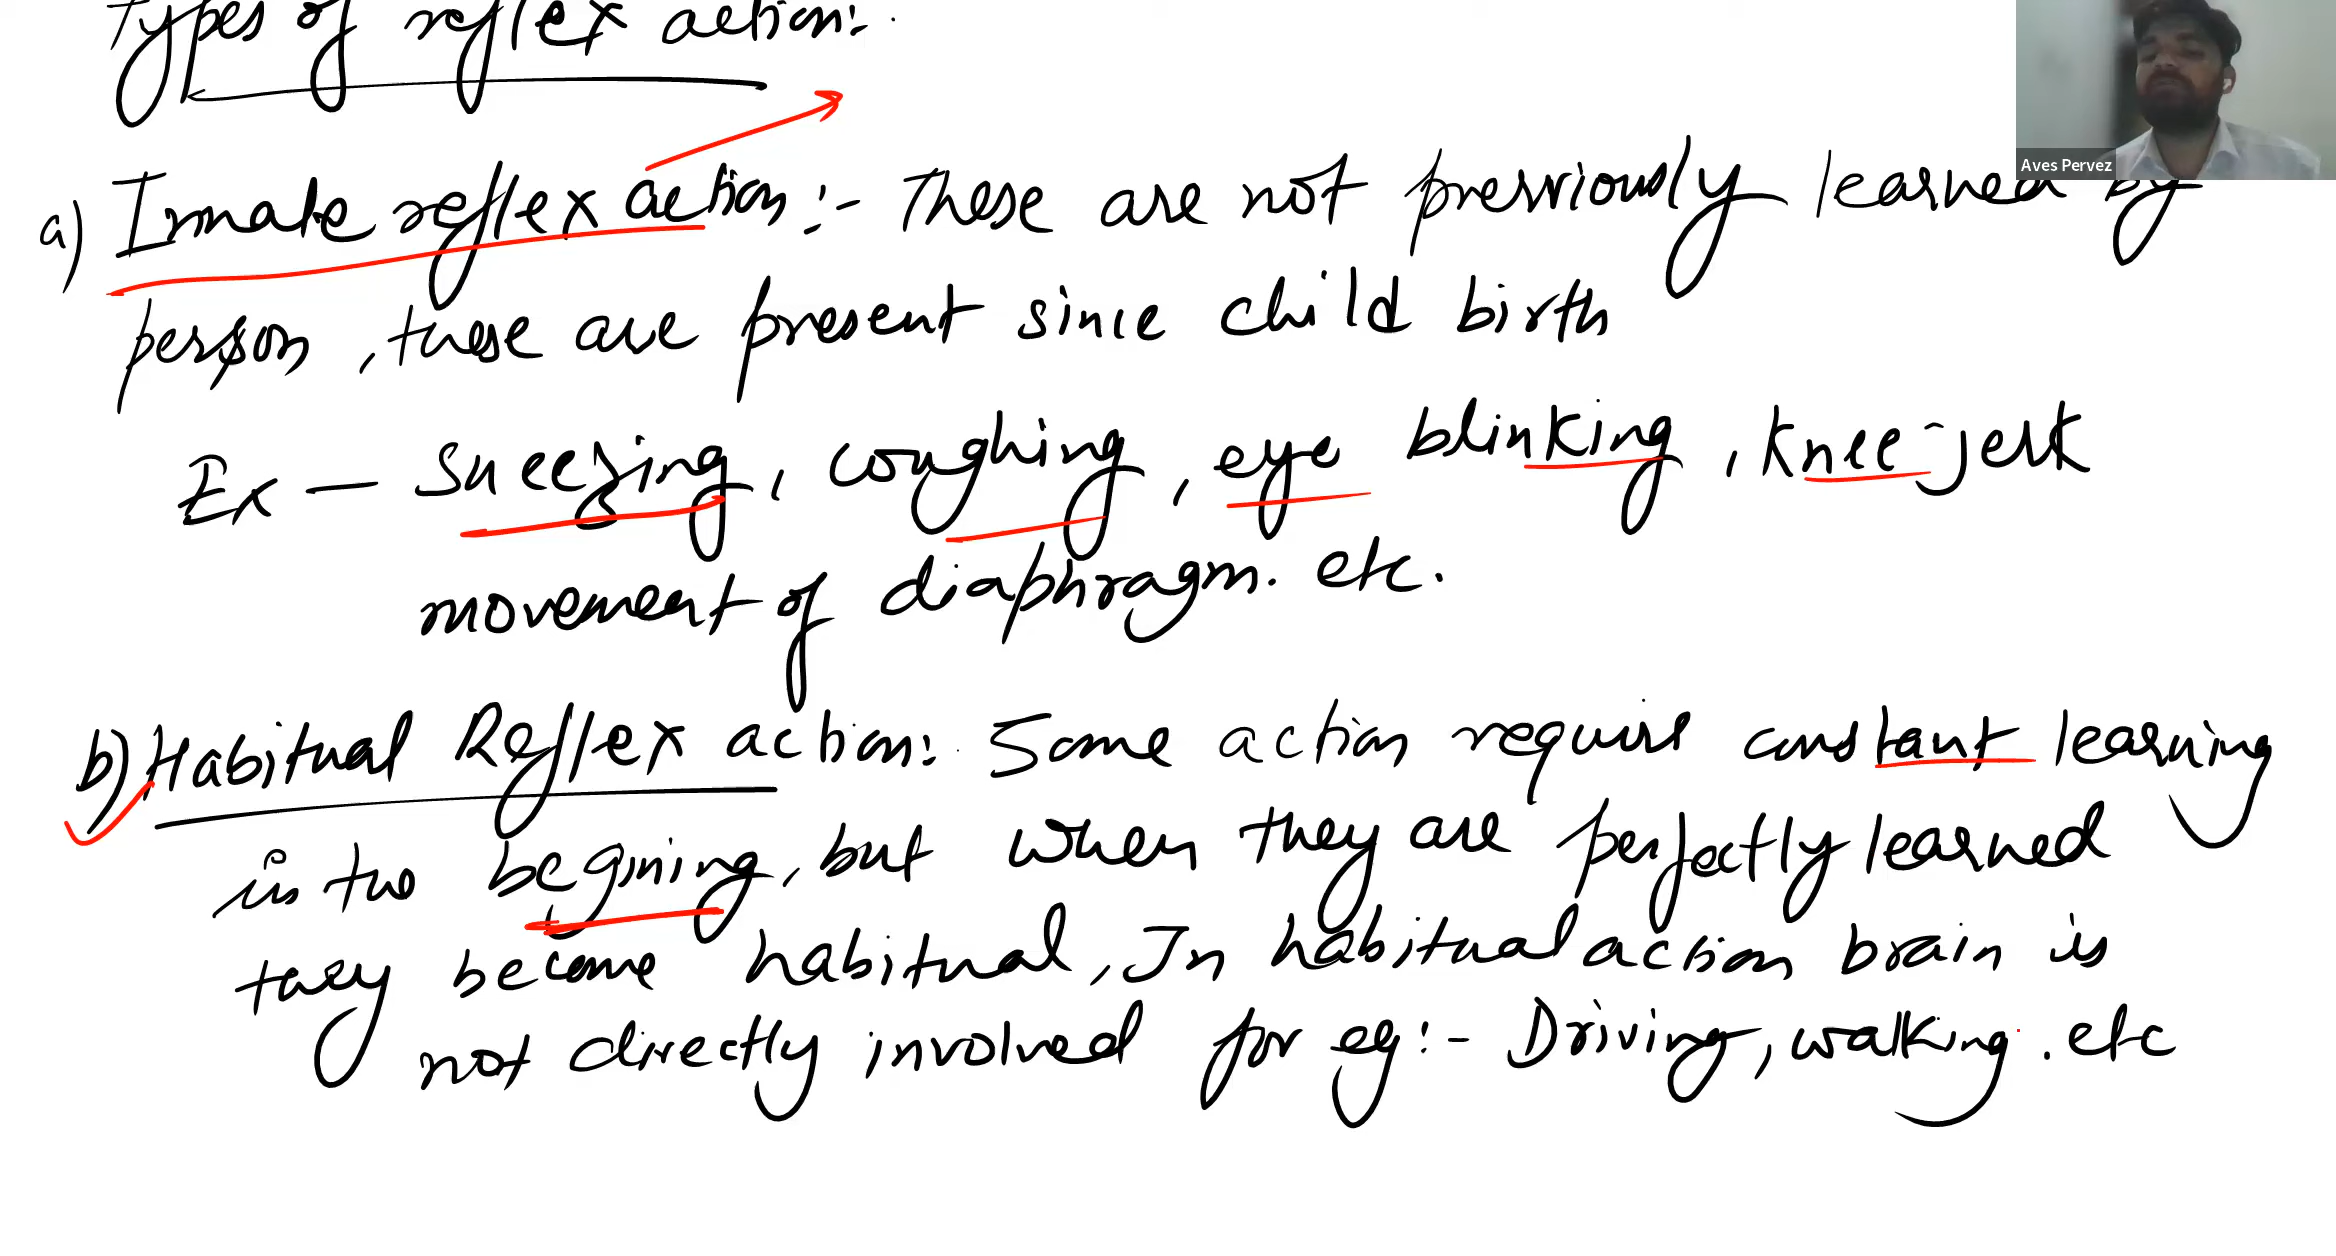 Types of reflex action:-
Aves Pervez
a) Innate reflex action :- These are not previously learned by
person, these are present since child birth
Ex - Sneezing, coughing, eye blinking, knee-jerk
movement of diaphragm. etc.
b) Habitual Reflex action: Some action require constant learning
in the begining, but when they are perfectly learned
they become habitual, In habitual action brain is
not directly involved for eg:- Driving, walking. etc